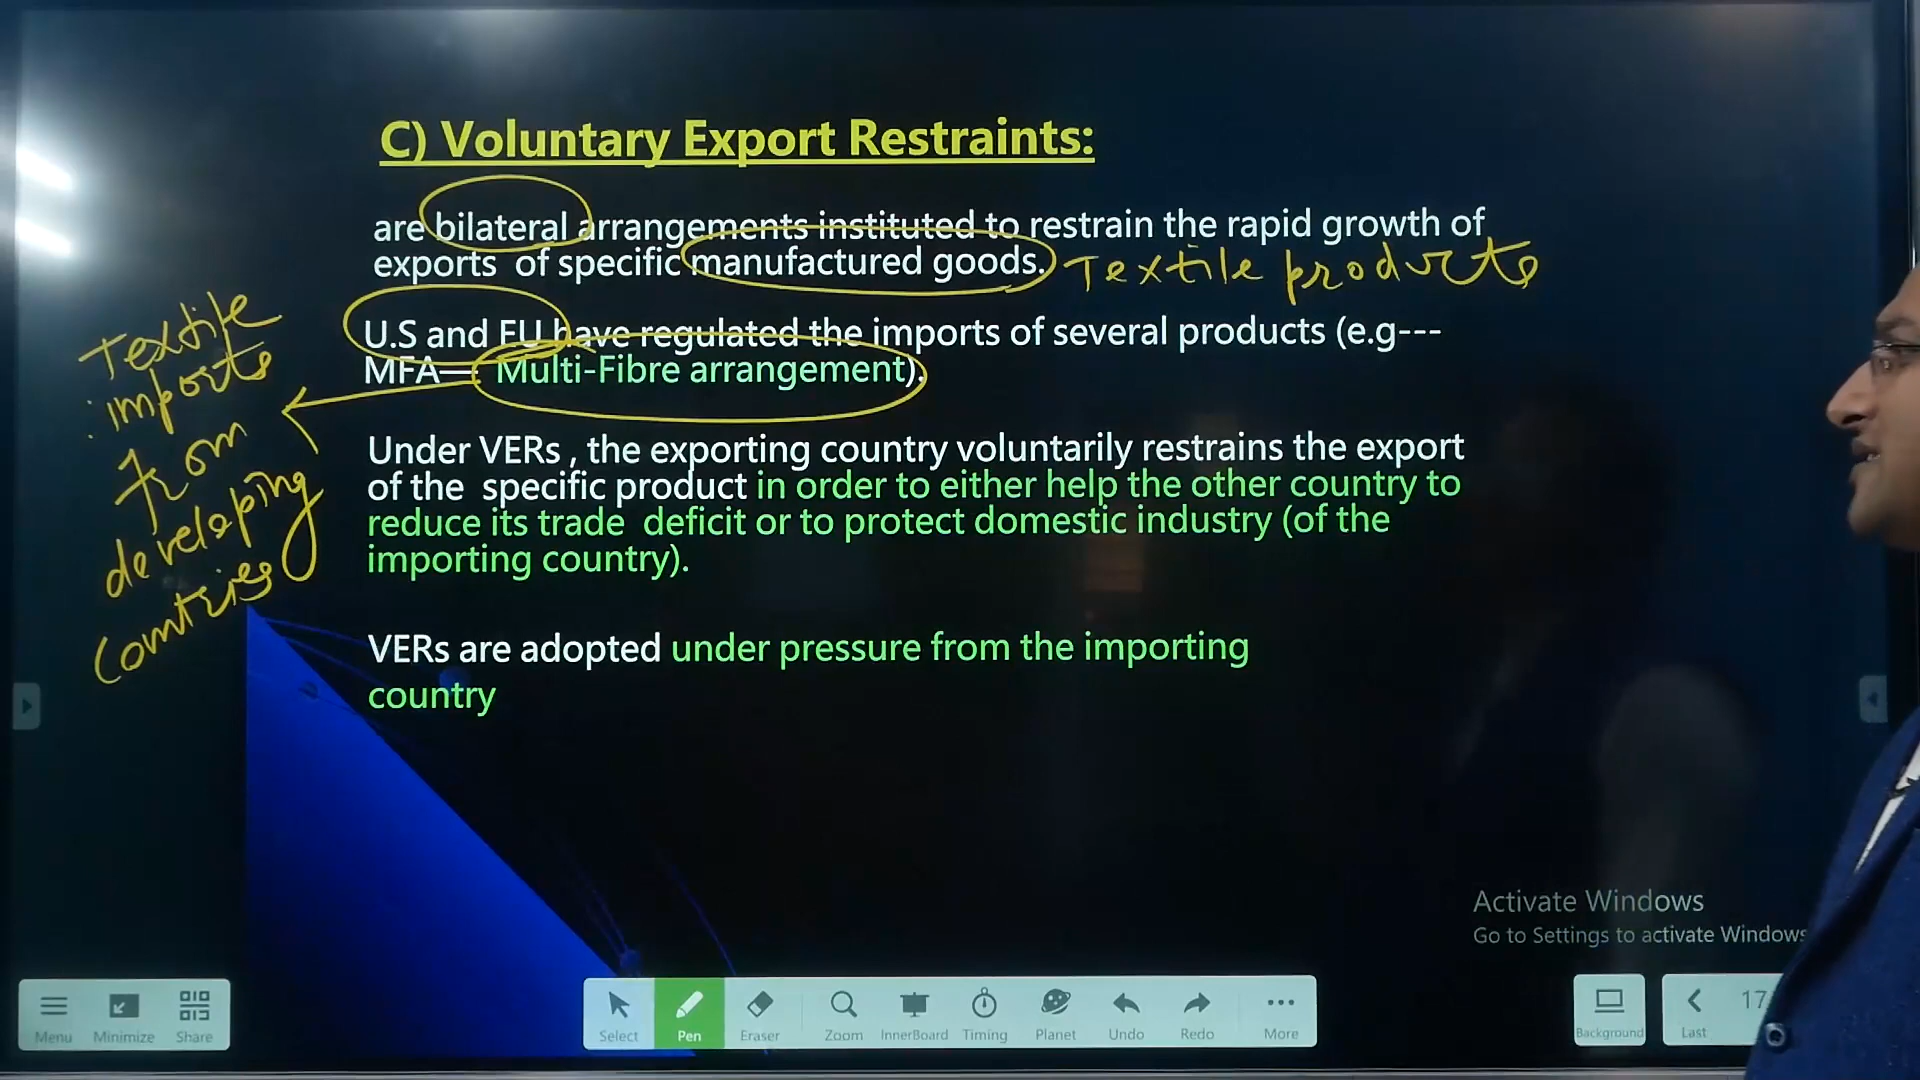 C) Voluntary Export Restraints:
are bilateral arrangements instituted to restrain the rapid growth of
exports of specific manufactured goods. Textile products
U.S and EU have regulated the imports of several products (e.g---
MFA— Multi-Fibre arrangement).
Textile
imports
from
developing
countries
Under VERs , the exporting country voluntarily restrains the export
of the specific product in order to either help the other country to
reduce its trade deficit or to protect domestic industry (of the
importing country).
VERs are adopted under pressure from the importing
country
Activate Windows
Go to Settings to activate Windows
Menu Minimize Share Select Pen Eraser Zoom InnerBoard Timing Planet Undo Redo More Background Last 17